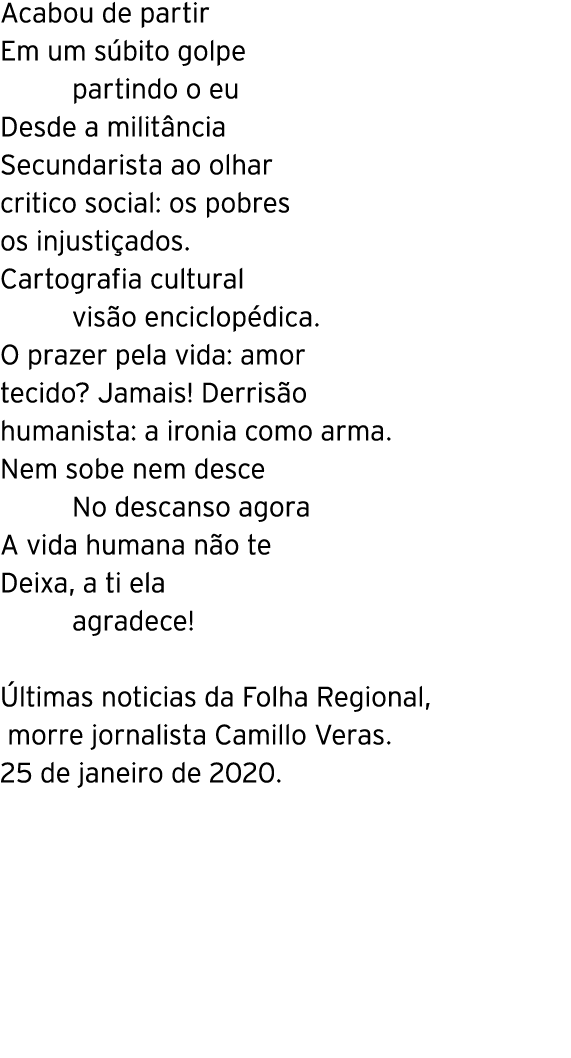 Acabou de partir
Em um súbito golpe
partindo o eu
Desde a militância
Secundarista ao olhar
critico social: os pobres
os injustiçados.
Cartografia cultural
visão enciclopédica.
O prazer pela vida: amor
tecido? Jamais! Derrisão
humanista: a ironia como arma.
Nem sobe nem desce
No descanso agora
A vida humana não te
Deixa, a ti ela
agradece!

Últimas noticias da Folha Regional,
morre jornalista Camillo Veras.
25 de janeiro de 2020.